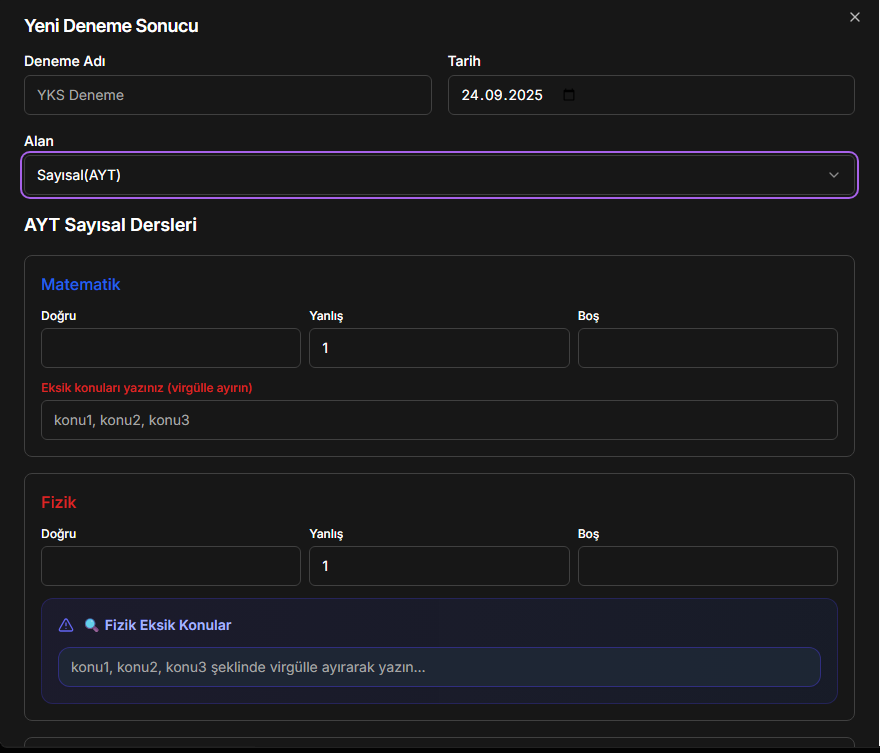 Yeni Deneme Sonucu
Deneme Adı Tarih
YKS Deneme 24.09.2025
Alan
Sayısal(AYT)
AYT Sayısal Dersleri
Matematik
Doğru Yanlış Boş
1
Eksik konuları yazınız (virgülle ayırın)
konu1, konu2, konu3
Fizik
Doğru Yanlış Boş
1
Fizik Eksik Konular
konu1, konu2, konu3 şeklinde virgülle ayırarak yazın...